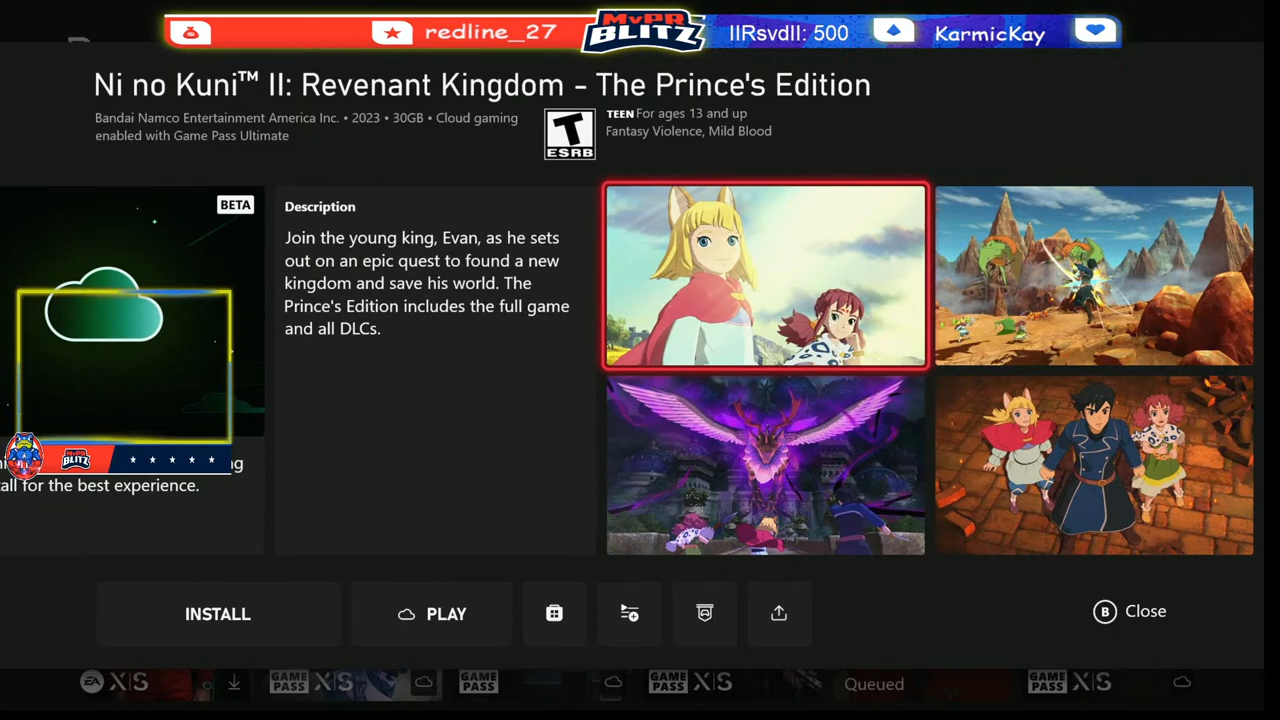 redline_27
MVPR
BLITZ
IIRsvdII: 500
KarmicKay
Ni no Kuni™ II: Revenant Kingdom - The Prince's Edition
Bandai Namco Entertainment America Inc. • 2023 • 30GB • Cloud gaming
enabled with Game Pass Ultimate
T
ESRB
TEEN For ages 13 and up
Fantasy Violence, Mild Blood
BETA
all for the best experience.
MVPR
BLITZ
Description
Join the young king, Evan, as he sets
out on an epic quest to found a new
kingdom and save his world. The
Prince's Edition includes the full game
and all DLCs.
INSTALL
PLAY
B Close
EA X|S
GAME PASS X|S
GAME PASS
GAME PASS X|S
Queued
GAME PASS X|S